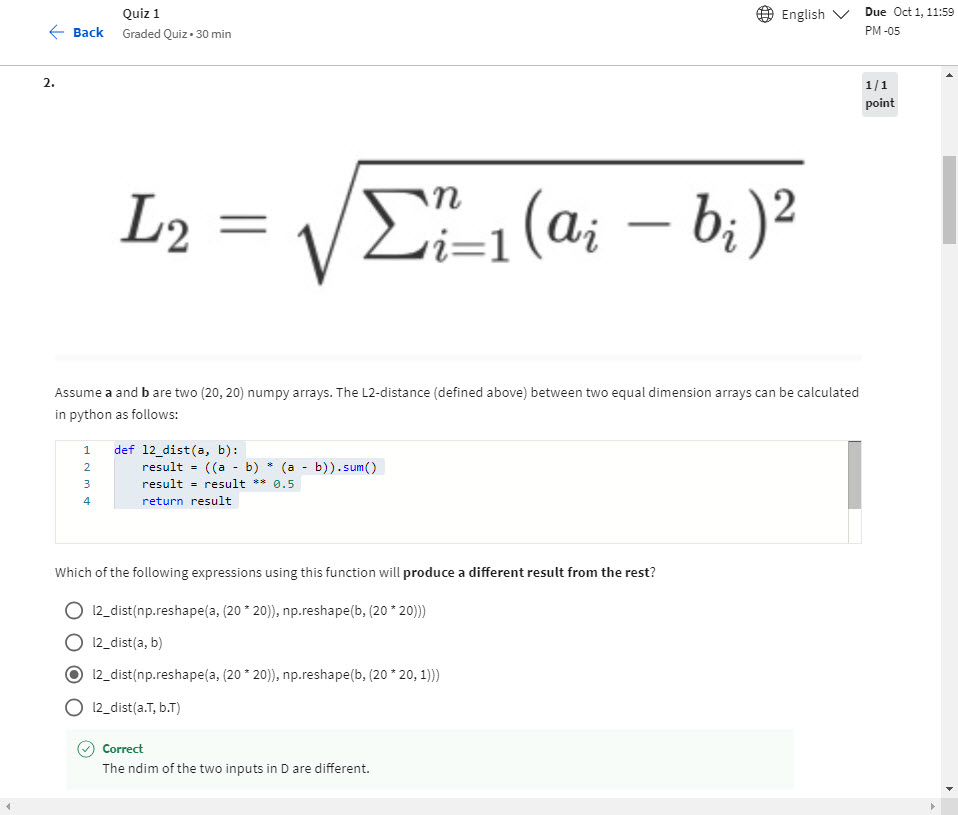 Quiz 1
Back
Graded Quiz • 30 min
English
Due Oct 1, 11:59
PM -05
2.
1 / 1
point
L₂ = √∑ⁿᵢ₌₁(aᵢ − bᵢ)²
Assume a and b are two (20, 20) numpy arrays. The L2-distance (defined above) between two equal dimension arrays can be calculated
in python as follows:
1 def l2_dist(a, b):
2 result = ((a - b) * (a - b)).sum()
3 result = result ** 0.5
4 return result
Which of the following expressions using this function will produce a different result from the rest?
l2_dist(np.reshape(a, (20 * 20)), np.reshape(b, (20 * 20)))
l2_dist(a, b)
l2_dist(np.reshape(a, (20 * 20)), np.reshape(b, (20 * 20, 1)))
l2_dist(a.T, b.T)
Correct
The ndim of the two inputs in D are different.